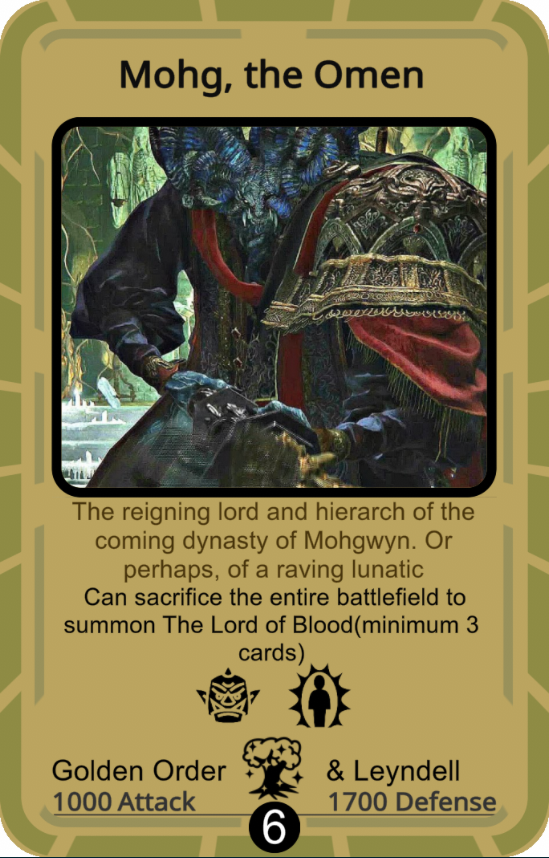 Mohg, the Omen
The reigning lord and hierarch of the
coming dynasty of Mohgwyn. Or
perhaps, of a raving lunatic
Can sacrifice the entire battlefield to
summon The Lord of Blood(minimum 3
cards)
Golden Order & Leyndell
1000 Attack 1700 Defense
6